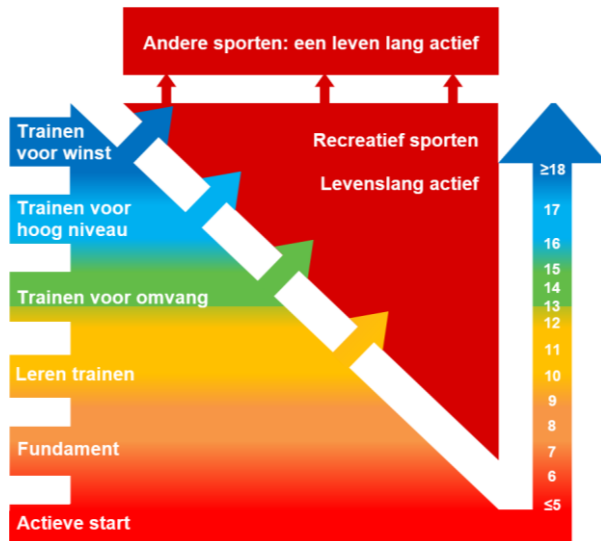 Andere sporten: een leven lang actief
Trainen
voor winst
Recreatief sporten
Levenslang actief
Trainen voor
hoog niveau
Trainen voor omvang
Leren trainen
Fundament
Actieve start
≥18
17
16
15
14
13
12
11
10
9
8
7
6
≤5